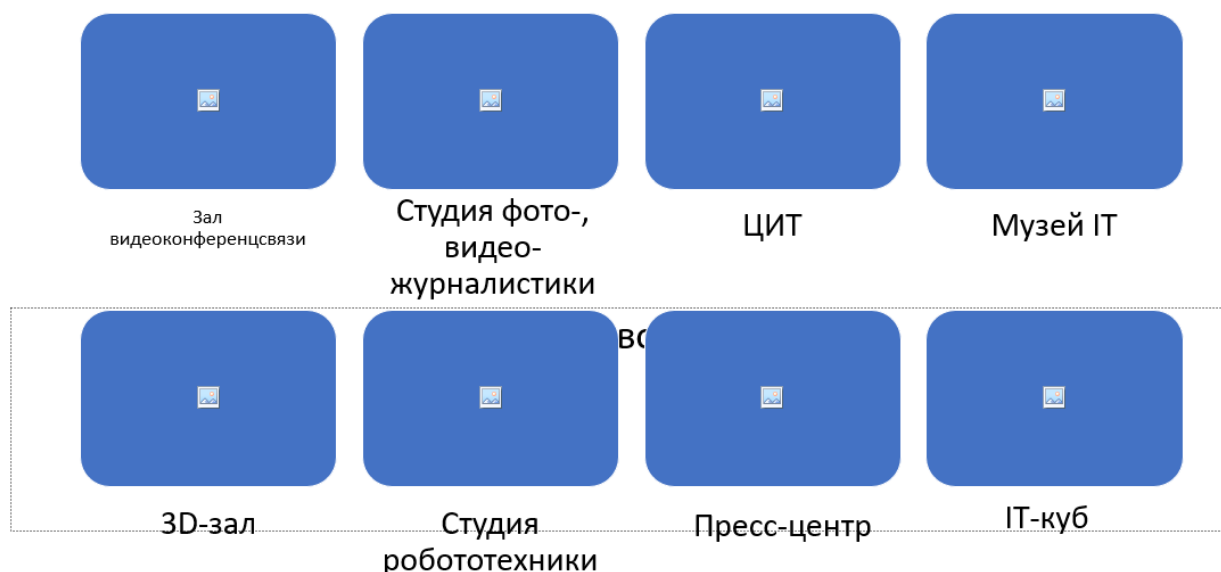 Зал
видеоконференцсвязи
Студия фото-,
видео-
журналистики
ЦИТ
Музей IT
3D-зал
Студия
робототехники
Пресс-центр
IT-куб